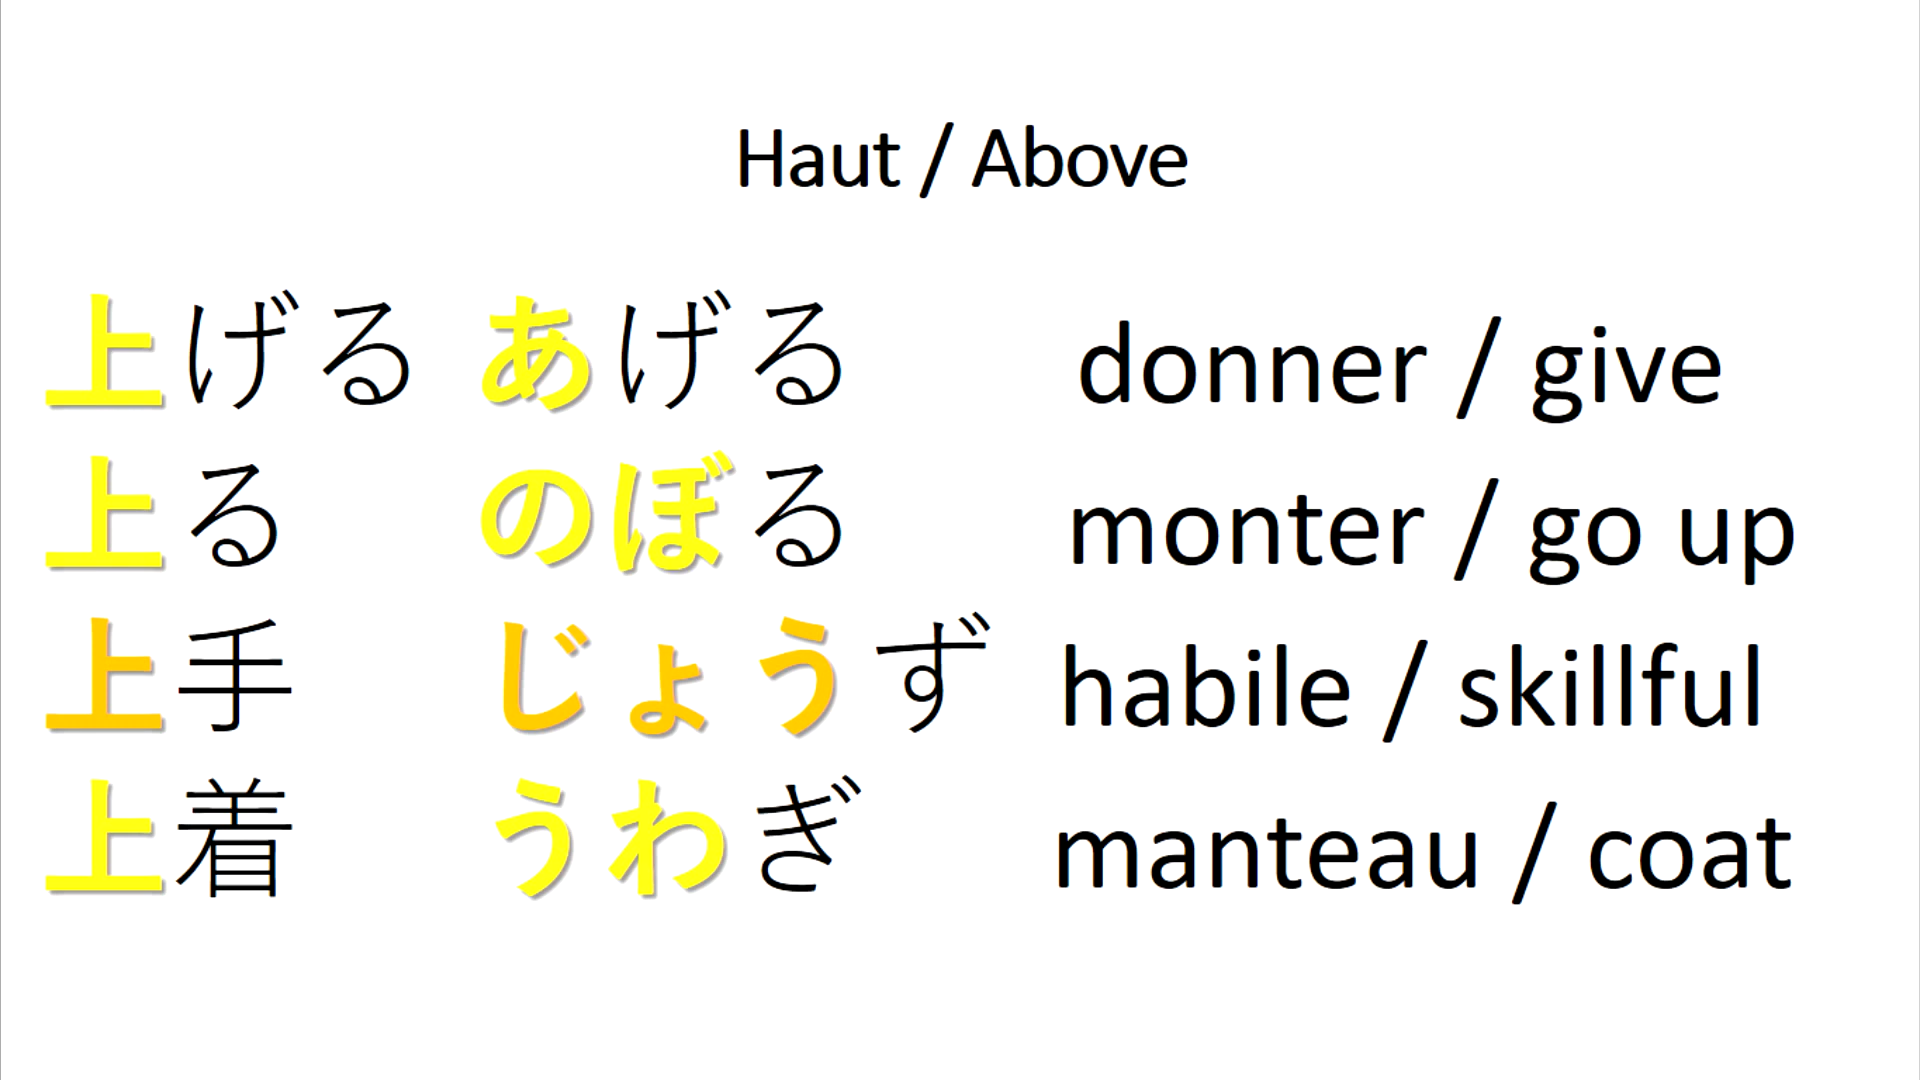 Haut / Above
上げる あげる donner / give
上る のぼる monter / go up
上手 じょうず habile / skillful
上着 うわぎ manteau / coat